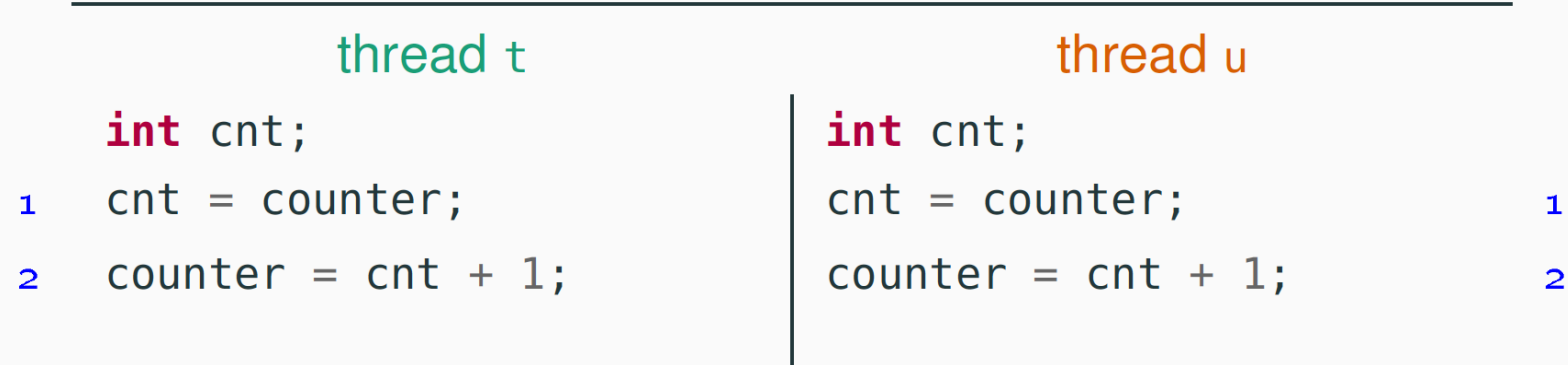 thread t thread u
int cnt; int cnt;
1 cnt = counter; cnt = counter; 1
2 counter = cnt + 1; counter = cnt + 1; 2